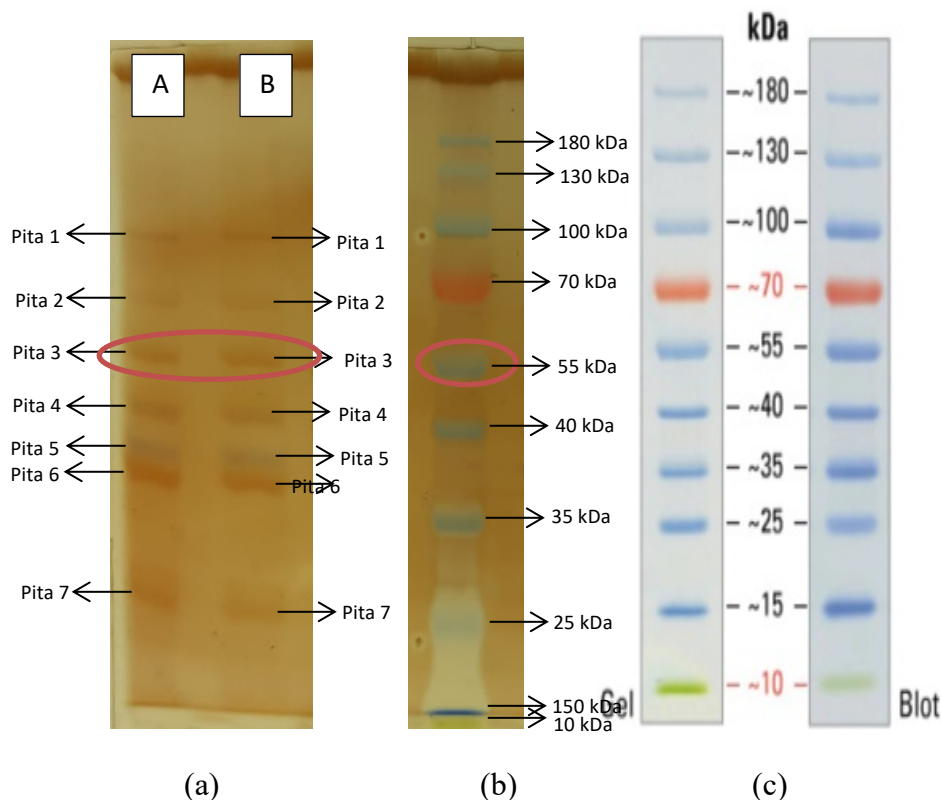 A
B
Pita 1
Pita 2
Pita 3
Pita 4
Pita 5
Pita 6
Pita 7
Pita 1
Pita 2
Pita 3
Pita 4
Pita 5
Pita 6
Pita 7
(a)
180 kDa
130 kDa
100 kDa
70 kDa
55 kDa
40 kDa
35 kDa
25 kDa
150 kDa
10 kDa
(b)
kDa
~180
~130
~100
~70
~55
~40
~35
~25
~15
~10
Gel
Blot
(c)